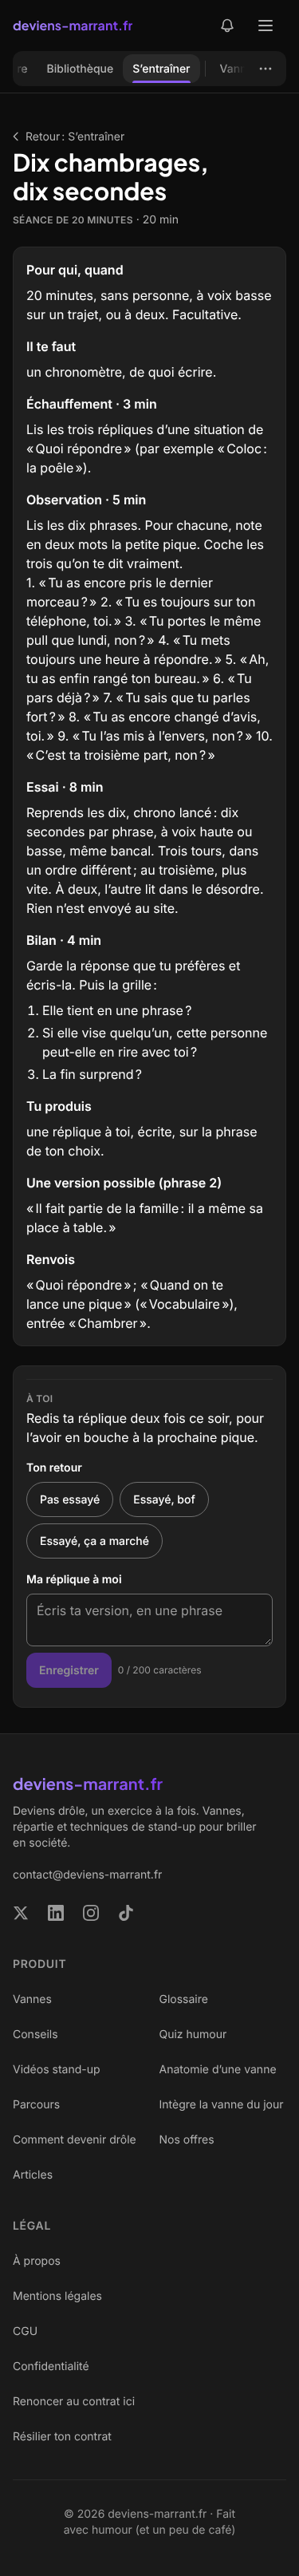 deviens-marrant.fr
re Bibliothèque S’entraîner Vann
Retour : S’entraîner
Dix chambrages,
dix secondes
SÉANCE DE 20 MINUTES · 20 min
Pour qui, quand
20 minutes, sans personne, à voix basse
sur un trajet, ou à deux. Facultative.
Il te faut
un chronomètre, de quoi écrire.
Échauffement · 3 min
Lis les trois répliques d’une situation de
« Quoi répondre » (par exemple « Coloc :
la poêle »).
Observation · 5 min
Lis les dix phrases. Pour chacune, note
en deux mots la petite pique. Coche les
trois qu’on te dit vraiment.
1. « Tu as encore pris le dernier
morceau ? » 2. « Tu es toujours sur ton
téléphone, toi. » 3. « Tu portes le même
pull que lundi, non ? » 4. « Tu mets
toujours une heure à répondre. » 5. « Ah,
tu as enfin rangé ton bureau. » 6. « Tu
pars déjà ? » 7. « Tu sais que tu parles
fort ? » 8. « Tu as encore changé d’avis,
toi. » 9. « Tu l’as mis à l’envers, non ? » 10.
« C’est ta troisième part, non ? »
Essai · 8 min
Reprends les dix, chrono lancé : dix
secondes par phrase, à voix haute ou
basse, même bancal. Trois tours, dans
un ordre différent ; au troisième, plus
vite. À deux, l’autre lit dans le désordre.
Rien n’est envoyé au site.
Bilan · 4 min
Garde la réponse que tu préfères et
écris-la. Puis la grille :
1. Elle tient en une phrase ?
2. Si elle vise quelqu’un, cette personne
peut-elle en rire avec toi ?
3. La fin surprend ?
Tu produis
une réplique à toi, écrite, sur la phrase
de ton choix.
Une version possible (phrase 2)
« Il fait partie de la famille : il a même sa
place à table. »
Renvois
« Quoi répondre » ; « Quand on te
lance une pique » (« Vocabulaire »),
entrée « Chambrer ».
À TOI
Redis ta réplique deux fois ce soir, pour
l’avoir en bouche à la prochaine pique.
Ton retour
Pas essayé Essayé, bof
Essayé, ça a marché
Ma réplique à moi
Écris ta version, en une phrase
Enregistrer 0 / 200 caractères
deviens-marrant.fr
Deviens drôle, un exercice à la fois. Vannes,
répartie et techniques de stand-up pour briller
en société.
contact@deviens-marrant.fr
PRODUIT
Vannes Glossaire
Conseils Quiz humour
Vidéos stand-up Anatomie d’une vanne
Parcours Intègre la vanne du jour
Comment devenir drôle Nos offres
Articles
LÉGAL
À propos
Mentions légales
CGU
Confidentialité
Renoncer au contrat ici
Résilier ton contrat
© 2026 deviens-marrant.fr · Fait
avec humour (et un peu de café)